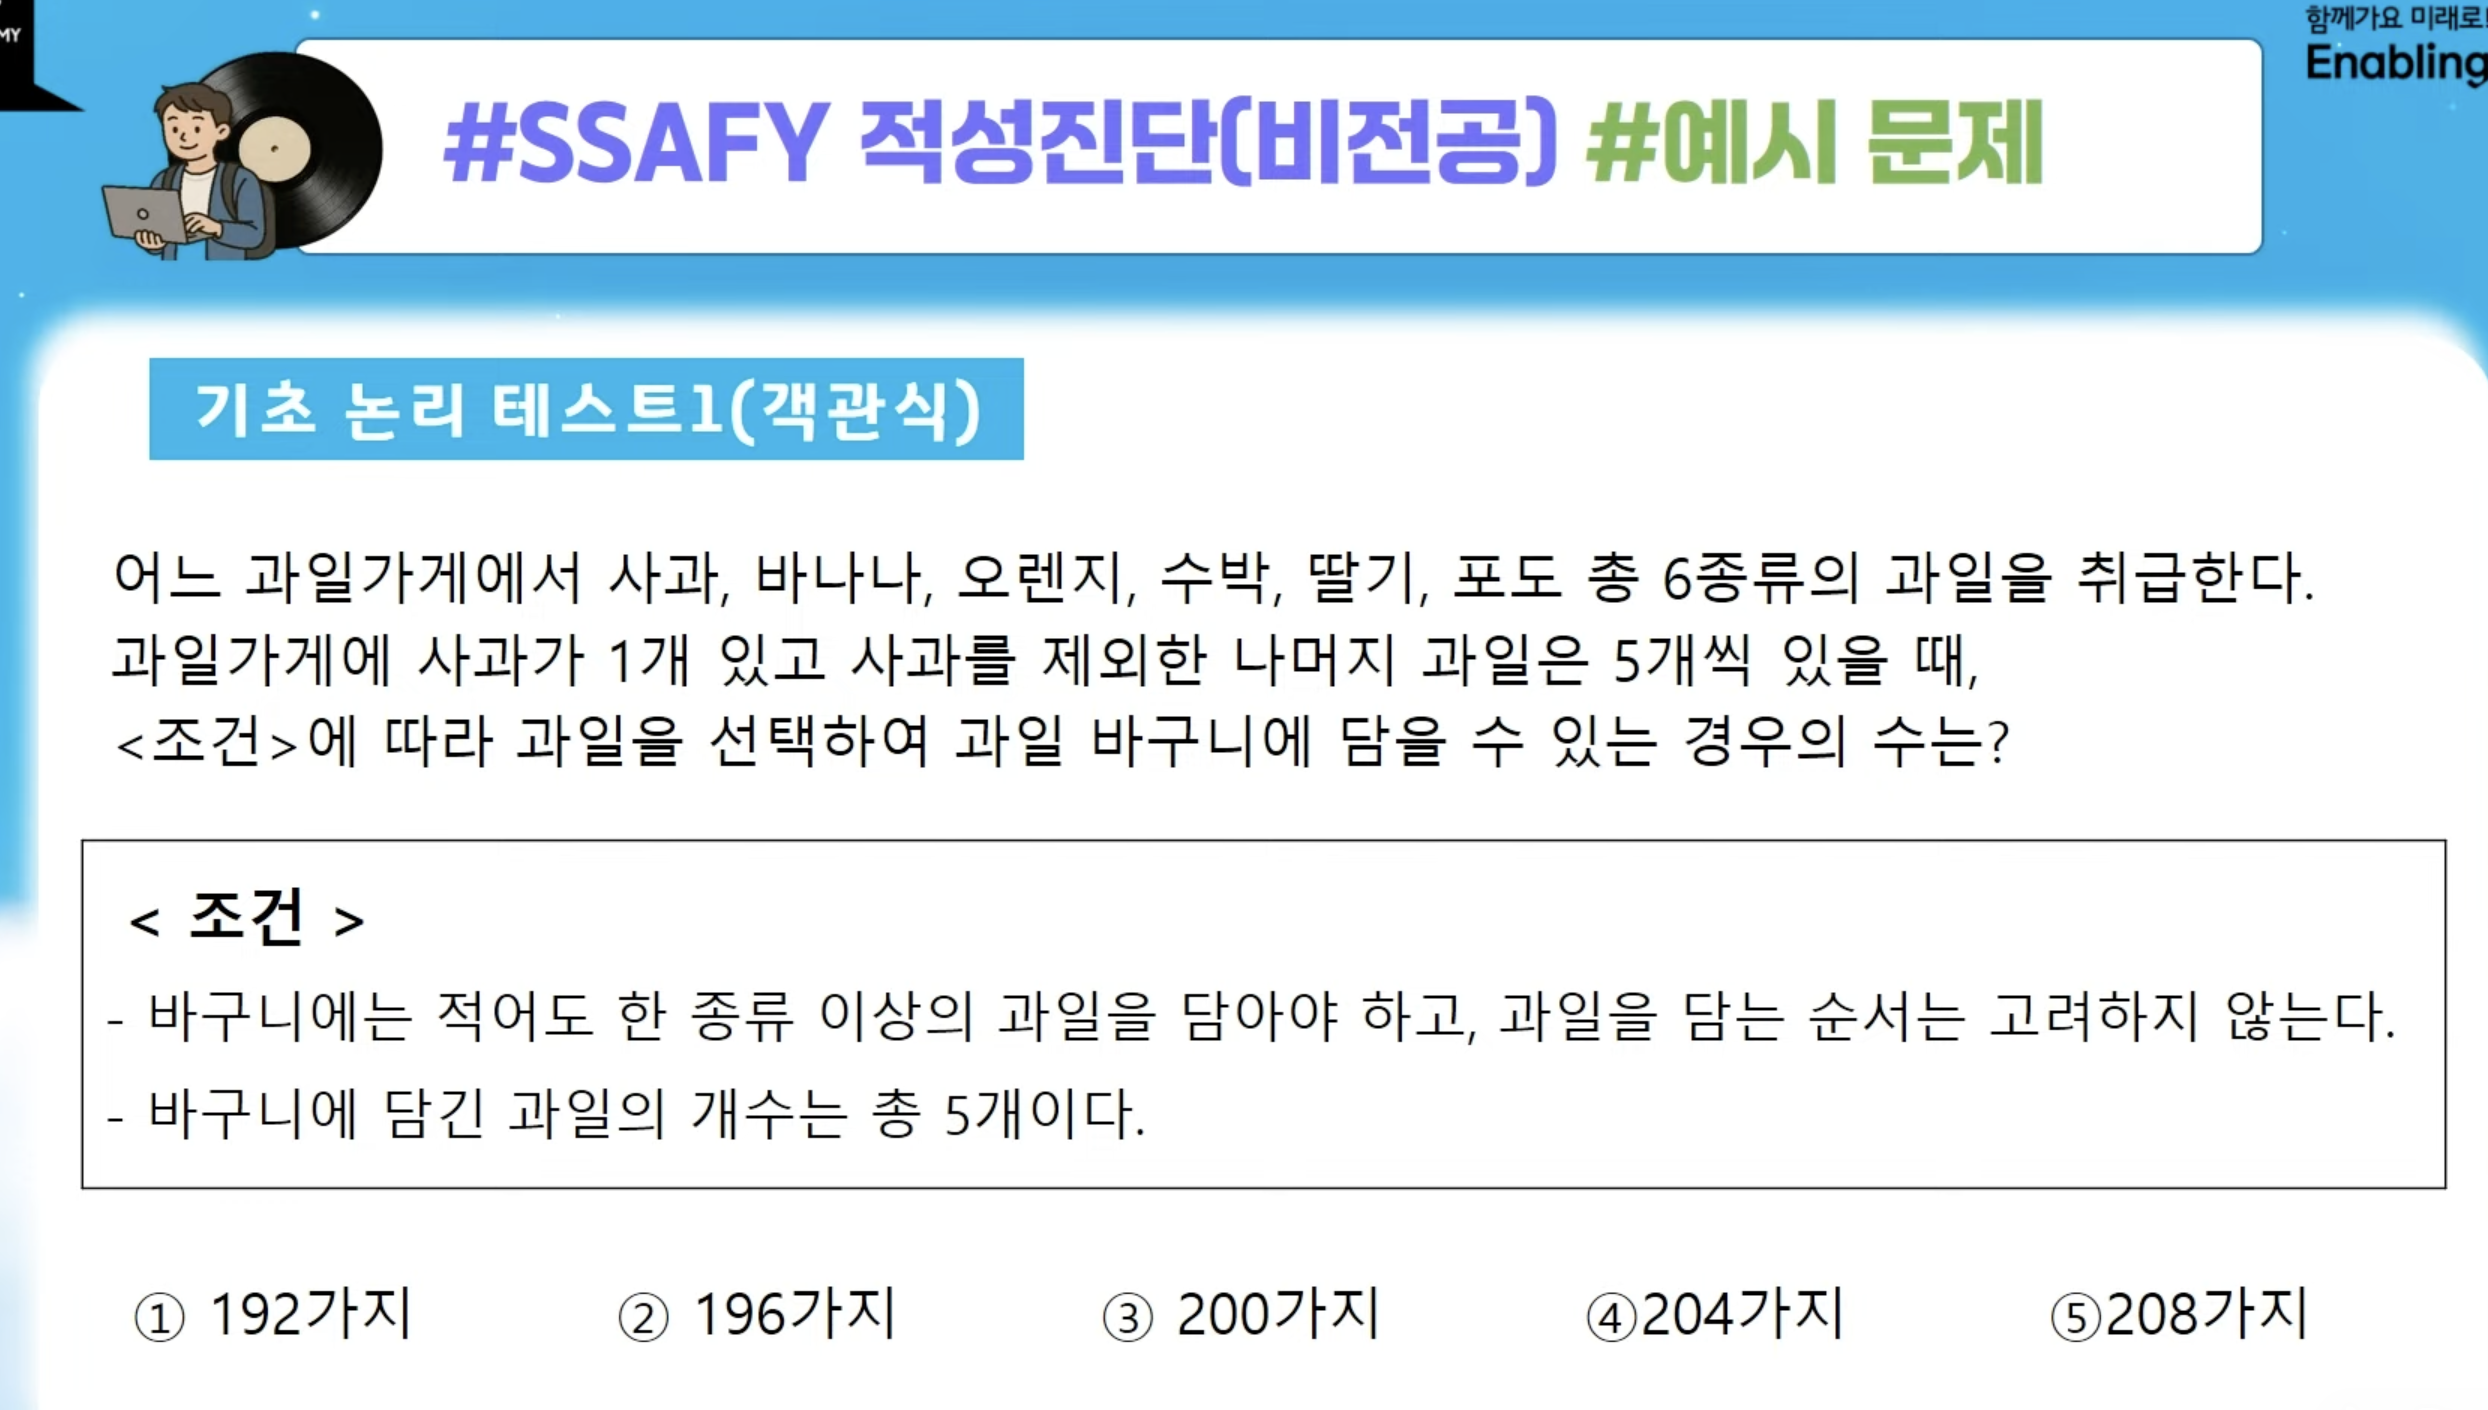 MY
함께가요 미래로!
Enabling
#SSAFY 적성진단(비전공) #예시 문제
기초 논리 테스트1(객관식)
어느 과일가게에서 사과, 바나나, 오렌지, 수박, 딸기, 포도 총 6종류의 과일을 취급한다.
과일가게에 사과가 1개 있고 사과를 제외한 나머지 과일은 5개씩 있을 때,
<조건>에 따라 과일을 선택하여 과일 바구니에 담을 수 있는 경우의 수는?
< 조건 >
- 바구니에는 적어도 한 종류 이상의 과일을 담아야 하고, 과일을 담는 순서는 고려하지 않는다.
- 바구니에 담긴 과일의 개수는 총 5개이다.
① 192가지 ② 196가지 ③ 200가지 ④204가지 ⑤208가지